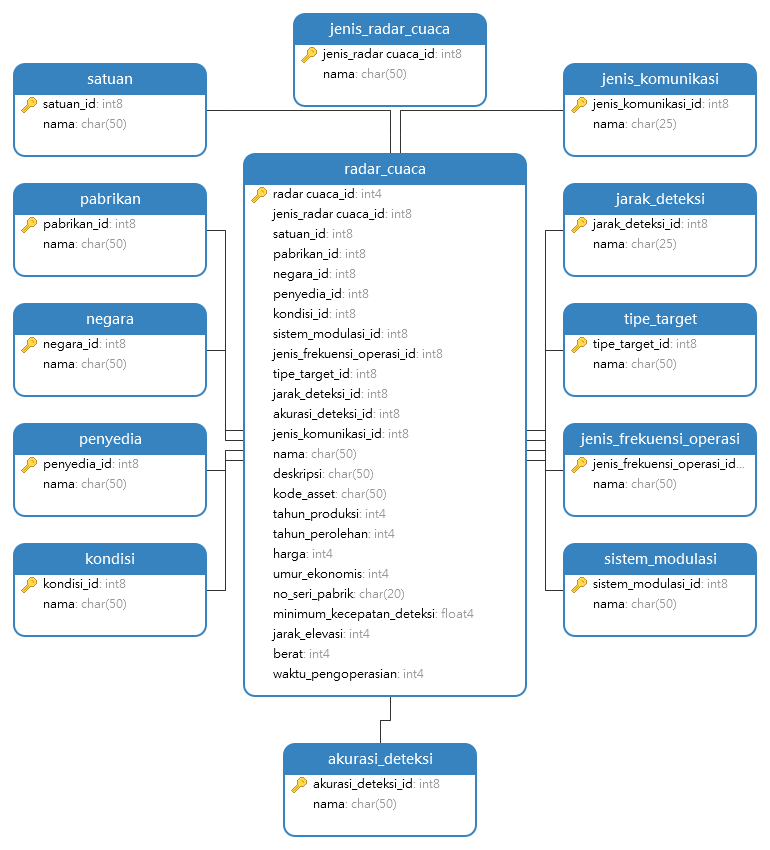 jenis_radar_cuaca
jenis_radar cuaca_id: int8
nama: char(50)
satuan
satuan_id: int8
nama: char(50)
jenis_komunikasi
jenis_komunikasi_id: int8
nama: char(25)
radar_cuaca
radar cuaca_id: int4
jenis_radar cuaca_id: int8
satuan_id: int8
pabrikan_id: int8
negara_id: int8
penyedia_id: int8
kondisi_id: int8
sistem_modulasi_id: int8
jenis_frekuensi_operasi_id: int8
tipe_target_id: int8
jarak_deteksi_id: int8
akurasi_deteksi_id: int8
jenis_komunikasi_id: int8
nama: char(50)
deskripsi: char(50)
kode_asset: char(50)
tahun_produksi: int4
tahun_perolehan: int4
harga: int4
umur_ekonomis: int4
no_seri_pabrik: char(20)
minimum_kecepatan_deteksi: float4
jarak_elevasi: int4
berat: int4
waktu_pengoperasian: int4
pabrikan
pabrikan_id: int8
nama: char(50)
jarak_deteksi
jarak_deteksi_id: int8
nama: char(25)
negara
negara_id: int8
nama: char(50)
tipe_target
tipe_target_id: int8
nama: char(50)
penyedia
penyedia_id: int8
nama: char(50)
jenis_frekuensi_operasi
jenis_frekuensi_operasi_id...
nama: char(50)
kondisi
kondisi_id: int8
nama: char(50)
sistem_modulasi
sistem_modulasi_id: int8
nama: char(50)
akurasi_deteksi
akurasi_deteksi_id: int8
nama: char(50)